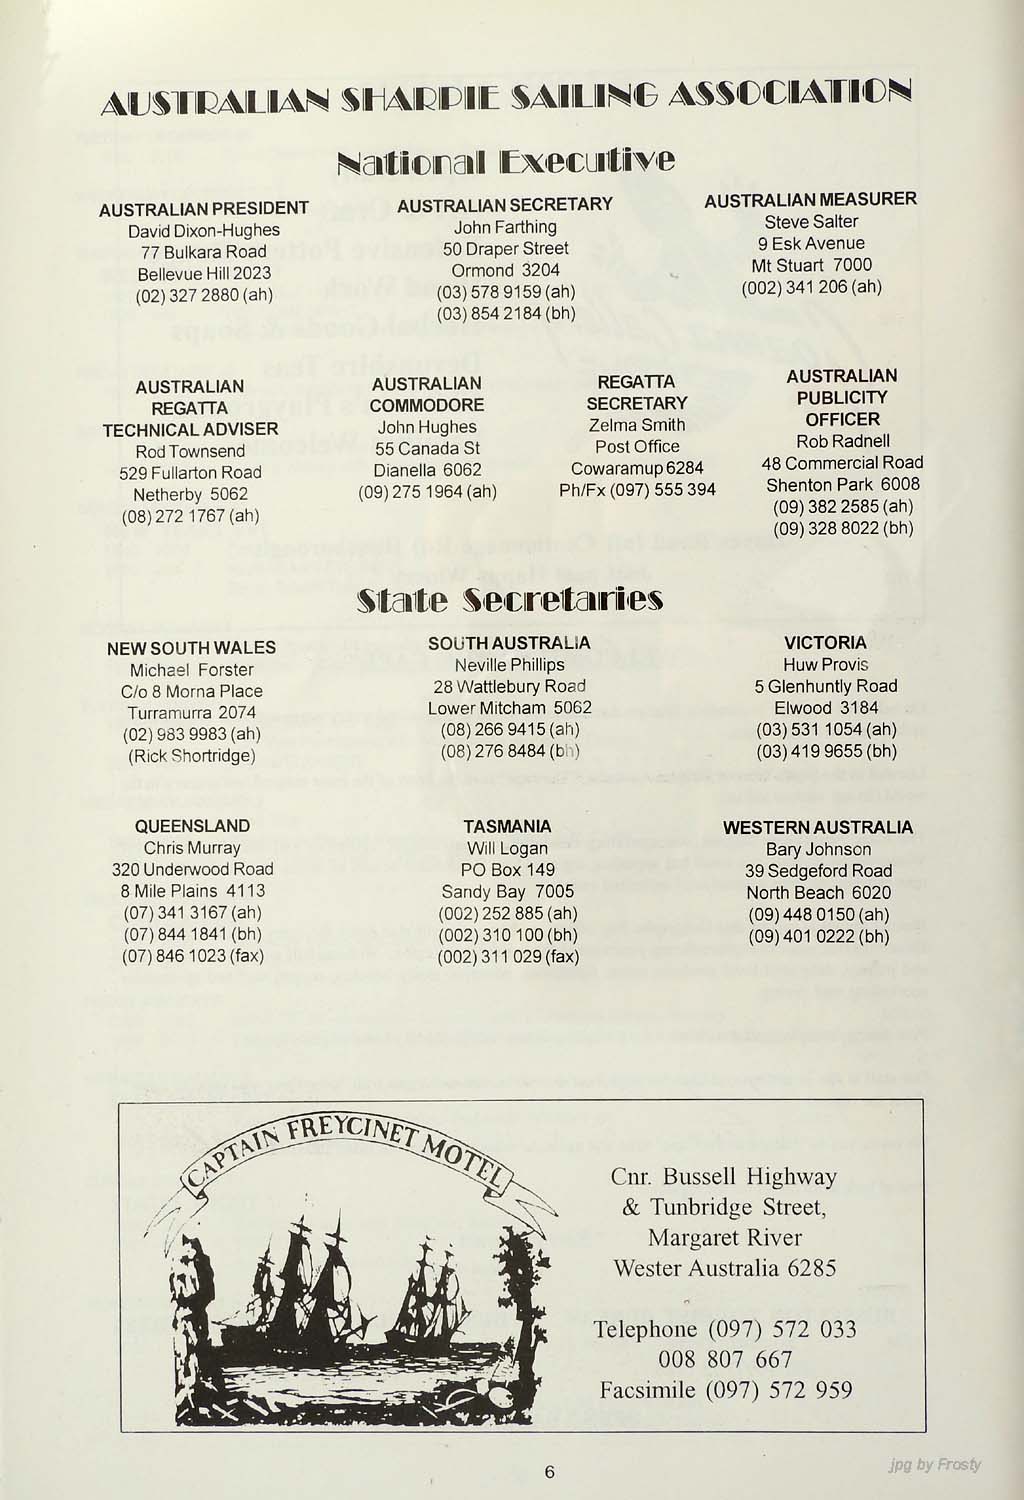 AUSTRALIAN SHARPIE SAILING ASSOCIATION
National Executive
AUSTRALIAN PRESIDENT
David Dixon-Hughes
77 Bulkara Road
Bellevue Hill 2023
(02) 327 2880 (ah)
AUSTRALIAN SECRETARY
John Farthing
50 Draper Street
Ormond 3204
(03) 578 9159 (ah)
(03) 854 2184 (bh)
AUSTRALIAN MEASURER
Steve Salter
9 Esk Avenue
Mt Stuart 7000
(002) 341 206 (ah)
AUSTRALIAN
REGATTA
TECHNICAL ADVISER
Rod Townsend
529 Fullarton Road
Netherby 5062
(08) 272 1767 (ah)
AUSTRALIAN
COMMODORE
John Hughes
55 Canada St
Dianella 6062
(09) 275 1964 (ah)
REGATTA
SECRETARY
Zelma Smith
Post Office
Cowaramup 6284
Ph/Fx (097) 555 394
AUSTRALIAN
PUBLICITY
OFFICER
Rob Radnell
48 Commercial Road
Shenton Park 6008
(09) 382 2585 (ah)
(09) 328 8022 (bh)
State Secretaries
NEW SOUTH WALES
Michael Forster
C/o 8 Morna Place
Turramurra 2074
(02) 983 9983 (ah)
(Rick Shortridge)
SOUTH AUSTRALIA
Neville Phillips
28 Wattlebury Road
Lower Mitcham 5062
(08) 266 9415 (ah)
(08) 276 8484 (bh)
VICTORIA
Huw Provis
5 Glenhuntly Road
Elwood 3184
(03) 531 1054 (ah)
(03) 419 9655 (bh)
QUEENSLAND
Chris Murray
320 Underwood Road
8 Mile Plains 4113
(07) 341 3167 (ah)
(07) 844 1841 (bh)
(07) 846 1023 (fax)
TASMANIA
Will Logan
PO Box 149
Sandy Bay 7005
(002) 252 885 (ah)
(002) 310 100 (bh)
(002) 311 029 (fax)
WESTERN AUSTRALIA
Bary Johnson
39 Sedgeford Road
North Beach 6020
(09) 448 0150 (ah)
(09) 401 0222 (bh)
CAPTAIN FREYCINET MOTEL
Cnr. Bussell Highway
& Tunbridge Street,
Margaret River
Wester Australia 6285
Telephone (097) 572 033
008 807 667
Facsimile (097) 572 959
6
jpg by Frosty